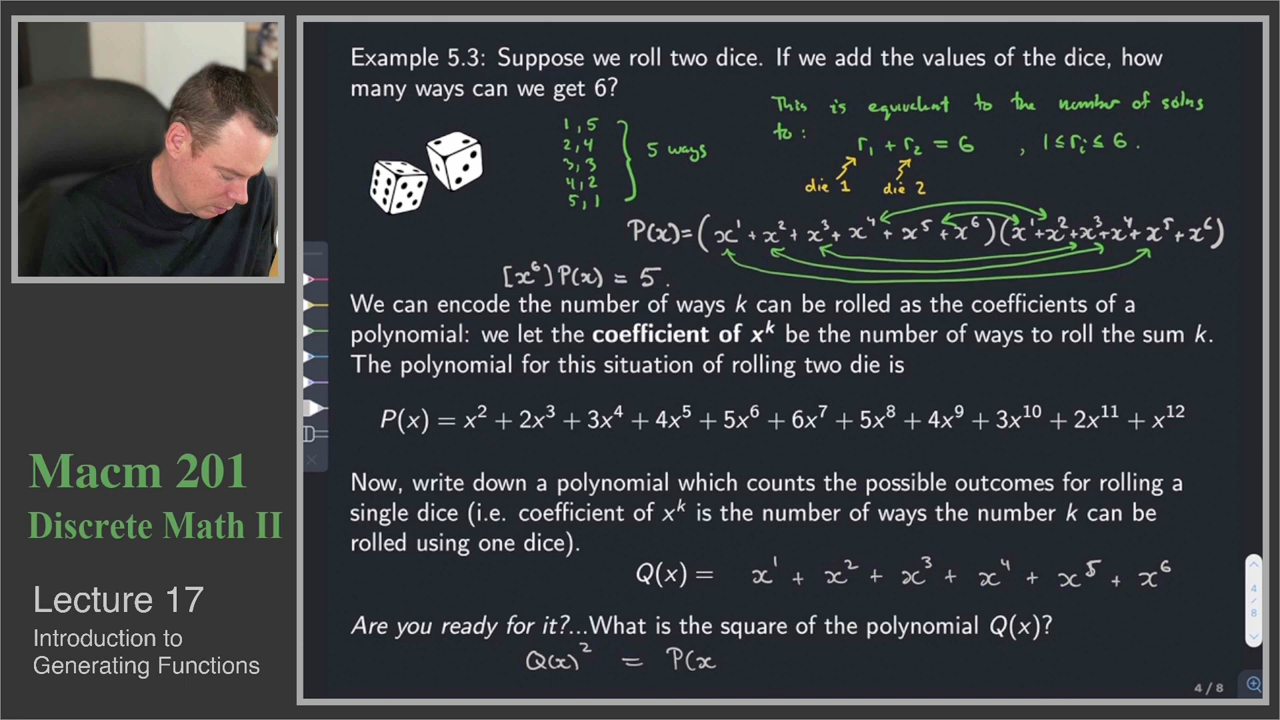 Example 5.3: Suppose we roll two dice. If we add the values of the dice, how
many ways can we get 6?
This is equivalent to the number of solns
to:
r₁ + r₂ = 6 , 1 ≤ rᵢ ≤ 6.
die 1 die 2
1,5
2,4
3,3
4,2
5,1
5 ways
P(x)=(x¹+x²+x³+x⁴+x⁵+x⁶)(x¹+x²+x³+x⁴+x⁵+x⁶)
[x⁶]P(x) = 5.
We can encode the number of ways k can be rolled as the coefficients of a
polynomial: we let the coefficient of xᵏ be the number of ways to roll the sum k.
The polynomial for this situation of rolling two die is
P(x) = x² + 2x³ + 3x⁴ + 4x⁵ + 5x⁶ + 6x⁷ + 5x⁸ + 4x⁹ + 3x¹⁰ + 2x¹¹ + x¹²
Now, write down a polynomial which counts the possible outcomes for rolling a
single dice (i.e. coefficient of xᵏ is the number of ways the number k can be
rolled using one dice).
Q(x) = x¹ + x² + x³ + x⁴ + x⁵ + x⁶
Are you ready for it?...What is the square of the polynomial Q(x)?
Q(x)² = P(x
4 / 8
4
/
8
Macm 201
Discrete Math II
Lecture 17
Introduction to
Generating Functions